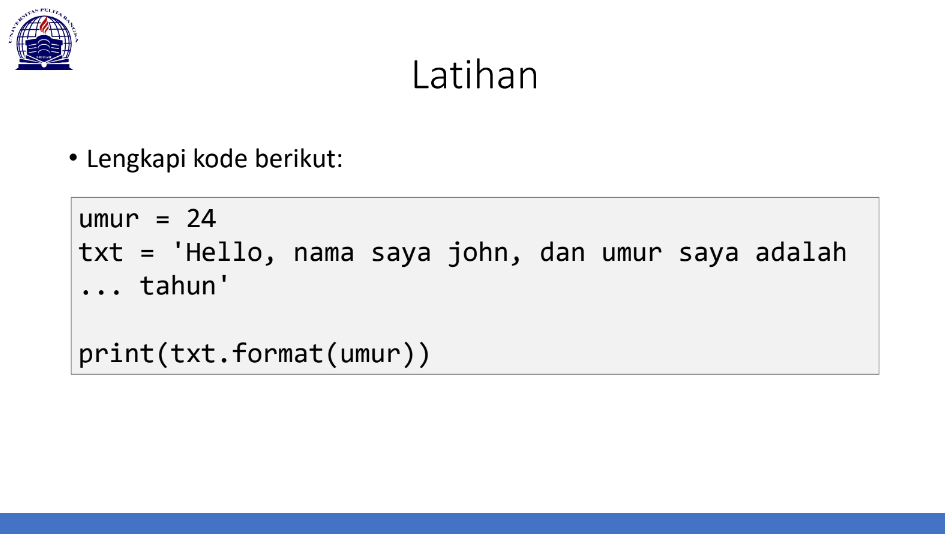 UNIVERSITAS PELITA BANGSA
Latihan
• Lengkapi kode berikut:
umur = 24
txt = 'Hello, nama saya john, dan umur saya adalah
... tahun'
print(txt.format(umur))